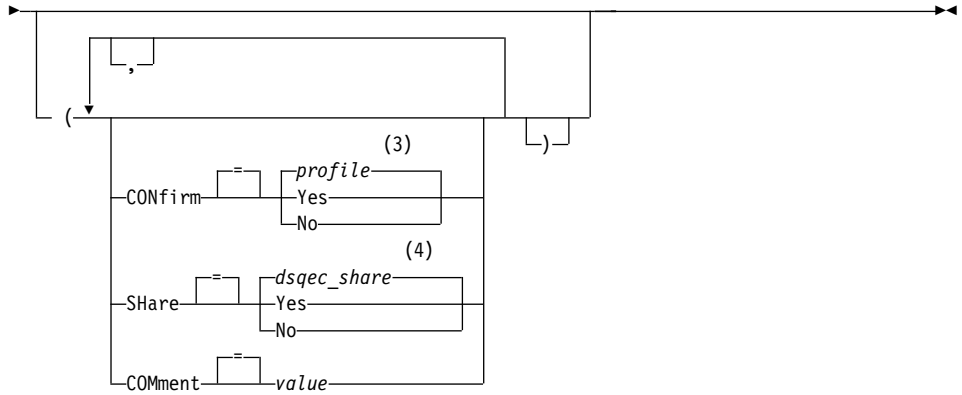 ,
(
)
(3)
=
profile
CONfirm
Yes
No
(4)
=
dsqec_share
SHare
Yes
No
=
COMment
value